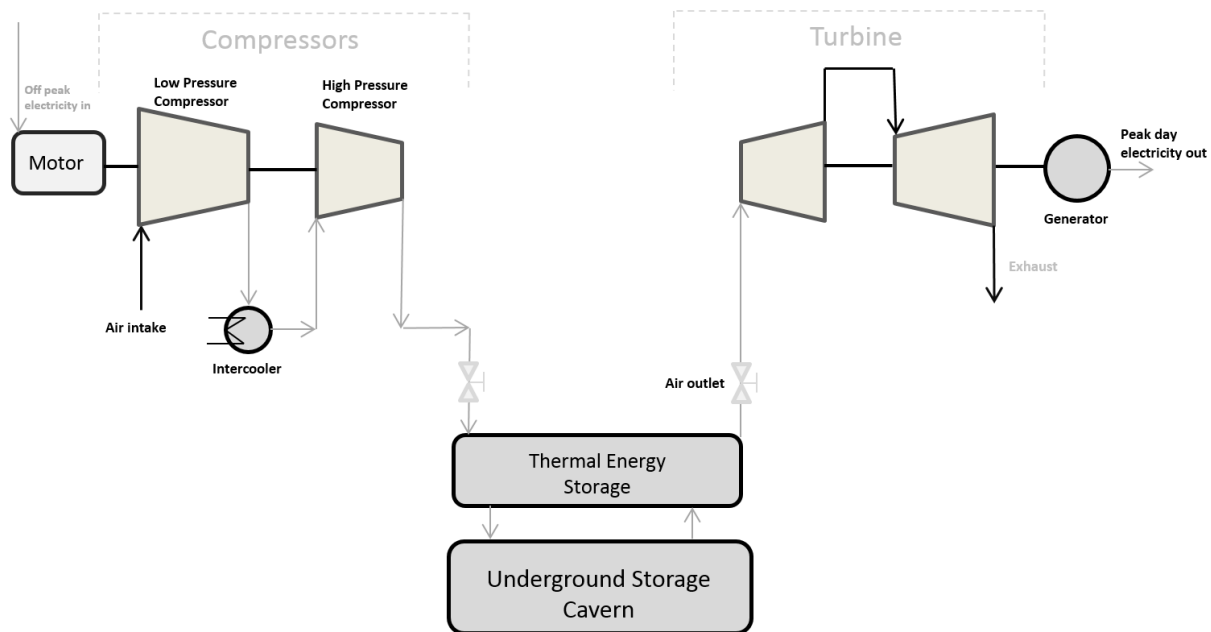 Compressors
Turbine
Off peak
electricity in
Low Pressure
Compressor
High Pressure
Compressor
Motor
Peak day
electricity out
Generator
Exhaust
Air intake
Intercooler
Air outlet
Thermal Energy
Storage
Underground Storage
Cavern